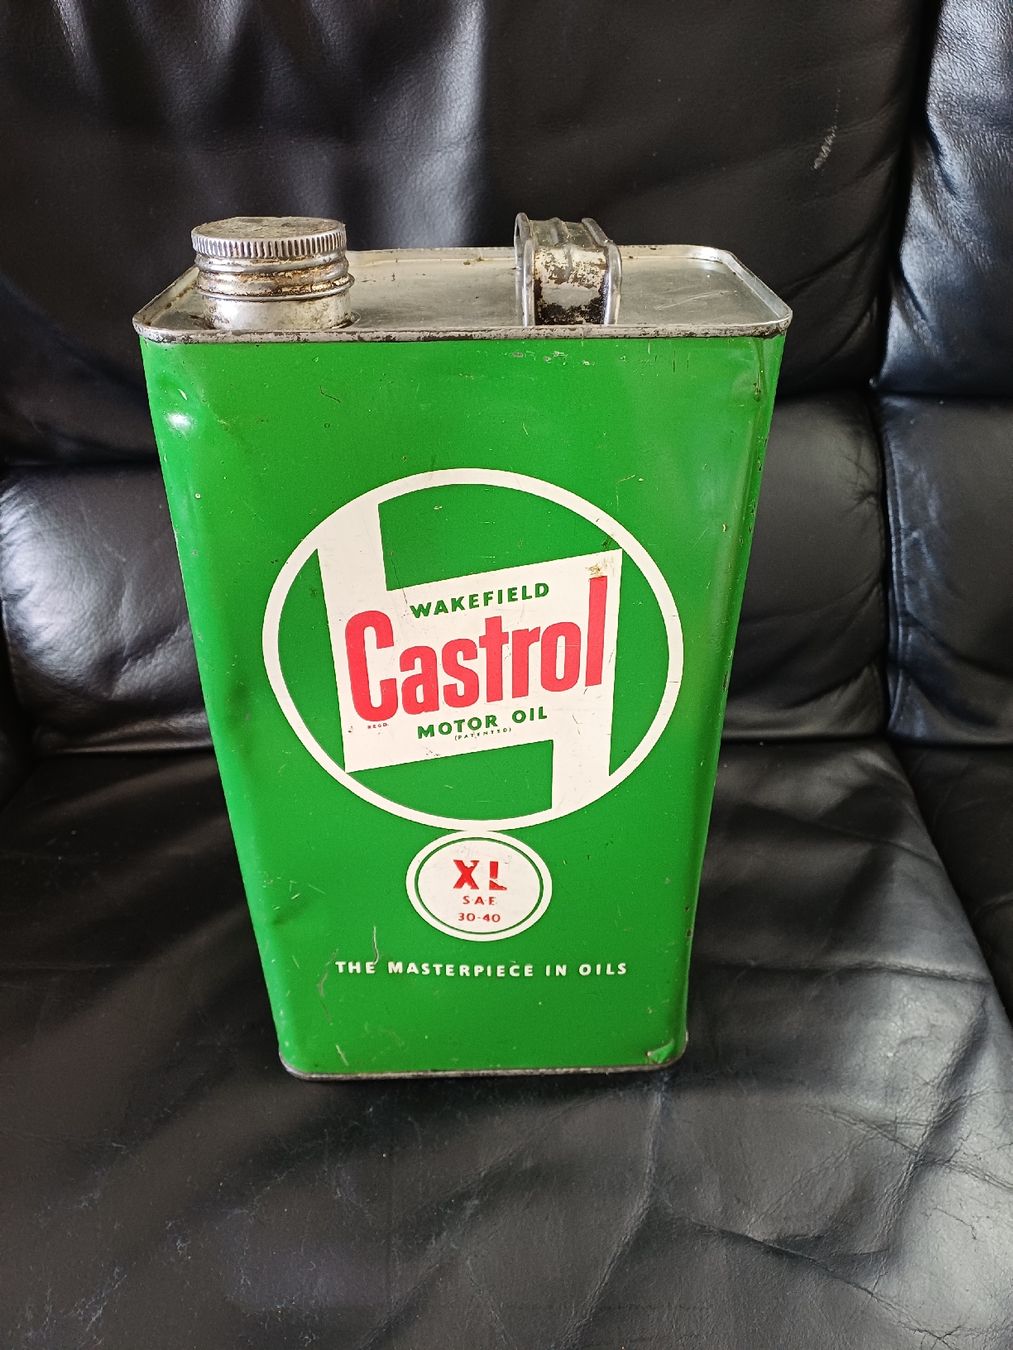 WAKEFIELD
Castrol
REGD.
MOTOR OIL
(PATENTED)
XL
SAE
30-40
THE MASTERPIECE IN OILS